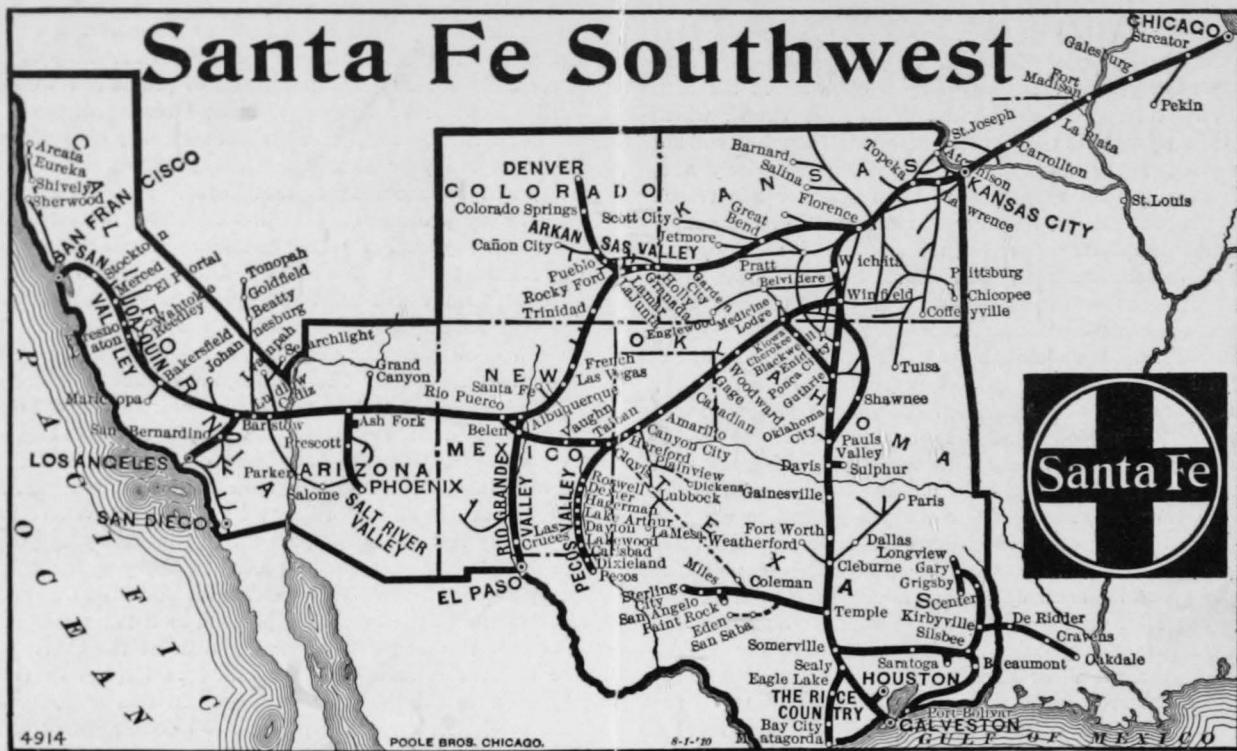 Santa Fe Southwest
CHICAGO
Streator
Galesburg
Fort
Madison
Pekin
La Plata
Carrollton
St. Joseph
Atchison
KANSAS CITY
St. Louis
Topeka
Lawrence
KANSAS
Barnard
Salina
Florence
Great
Bend
Scott City
Jetmore
DENVER
COLORADO
Colorado Springs
Cañon City
ARKANSAS VALLEY
Pueblo
Rocky Ford
Trinidad
La Junta
Lamar
Granada
Holly
Garden
City
Pratt
Belvidere
Englewood
Medicine
Lodge
Wichita
Winfield
Pittsburg
Chicopee
Coffeyville
Tulsa
Kiowa
Cherokee
Blackwell
Enid
Ponca City
Guthrie
Oklahoma
City
Shawnee
Pauls
Valley
Davis
Sulphur
OKLAHOMA
Woodward
Gage
Canadian
Amarillo
Canyon City
Hereford
Plainview
Clovis
Dickens
Lubbock
La Mesa
Texas
Gainesville
Fort Worth
Weatherford
Paris
Dallas
Cleburne
Longview
Gary
Grigsby
Center
Kirbyville
Silsbee
De Ridder
Cravens
Oakdale
Beaumont
Saratoga
Temple
Coleman
Miles
Sterling
City
San Angelo
Paint Rock
Eden
San Saba
Somerville
Sealy
Eagle Lake
HOUSTON
THE RICE
COUNTRY
Bay City
Matagorda
Port Bolivar
GALVESTON
GULF OF MEXICO
NEW MEXICO
French
Las Vegas
Santa Fe
Albuquerque
Rio Puerco
Belen
Vaughn
Taiban
Roswell
Dexter
Hagerman
Lake Arthur
Dayton
Lakewood
Carlsbad
Dixieland
Pecos
PECOS VALLEY
RIO GRANDE
VALLEY
Las
Cruces
EL PASO
ARIZONA
Grand
Canyon
Ash Fork
Prescott
PHOENIX
SALT RIVER
VALLEY
Salome
Parker
Searchlight
Ivanpah
Ludlow
Cadiz
Barstow
Johannesburg
Beatty
Goldfield
Tonopah
CALIFORNIA
Arcata
Eureka
Shively
Sherwood
SAN FRANCISCO
SAN JOAQUIN
VALLEY
Stockton
Merced
El Portal
Wahtoke
Reedley
Fresno
Laton
Bakersfield
Maricopa
San Bernardino
LOS ANGELES
SAN DIEGO
PACIFIC
OCEAN
Santa Fe
4914
POOLE BROS. CHICAGO.
8-1-'10